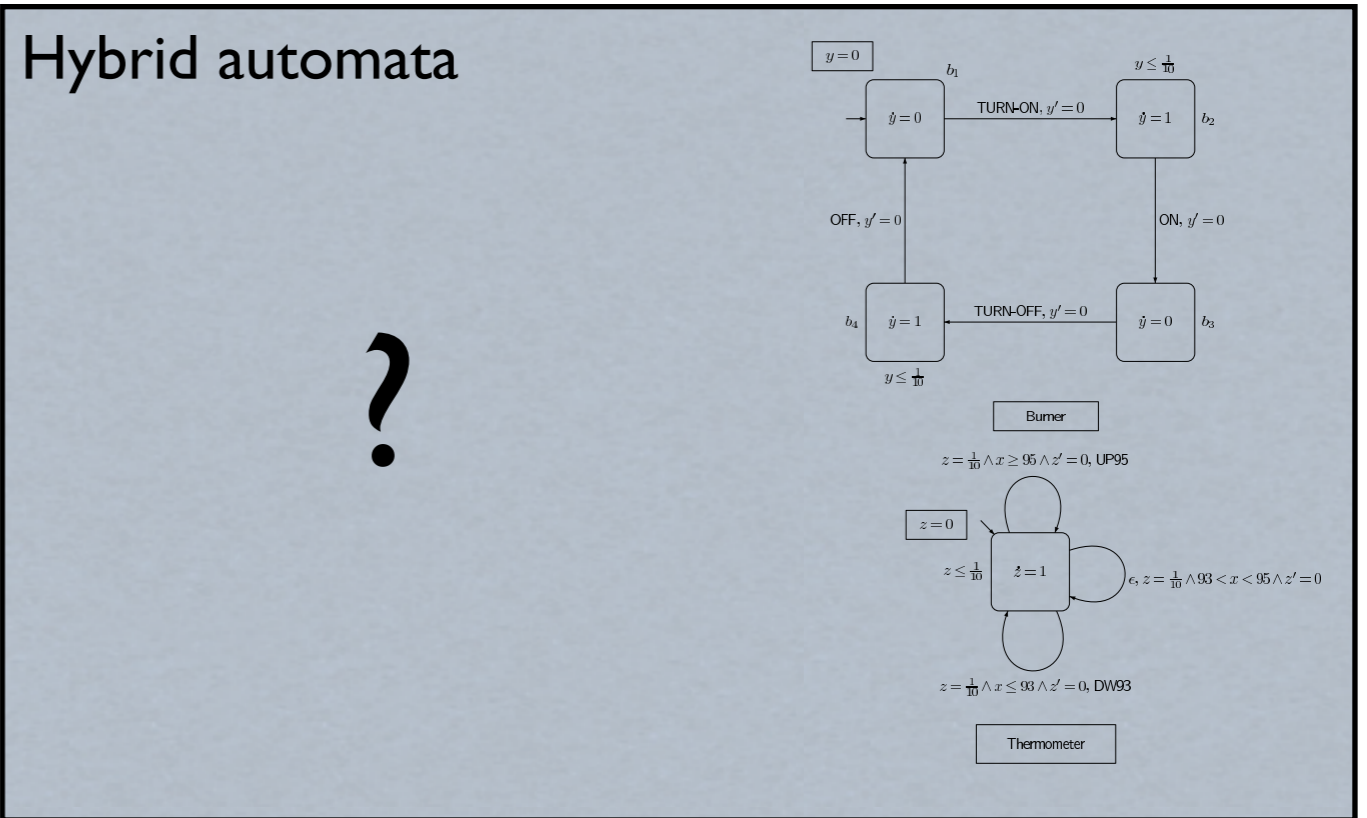 Hybrid automata
?
y = 0
b₁
y ≤ 1/10
ẏ = 0
TURN-ON, y′ = 0
ẏ = 1
b₂
OFF, y′ = 0
ON, y′ = 0
b₄
ẏ = 1
TURN-OFF, y′ = 0
ẏ = 0
b₃
y ≤ 1/10
Burner
z = 1/10 ∧ x ≥ 95 ∧ z′ = 0, UP95
z = 0
z ≤ 1/10
ż = 1
ϵ, z = 1/10 ∧ 93 < x < 95 ∧ z′ = 0
z = 1/10 ∧ x ≤ 93 ∧ z′ = 0, DW93
Thermometer